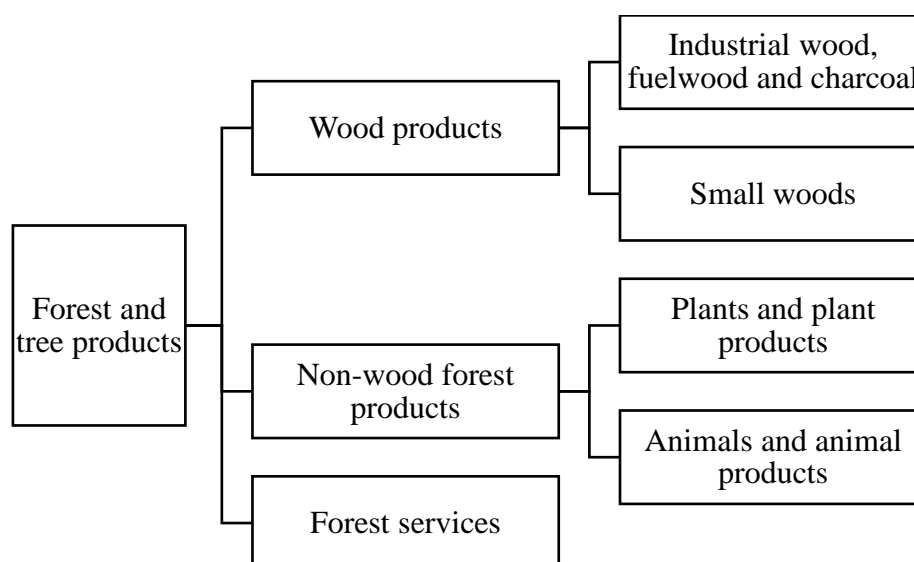 Forest and
tree products
Wood products
Industrial wood,
fuelwood and charcoal
Small woods
Non-wood forest
products
Plants and plant
products
Animals and animal
products
Forest services